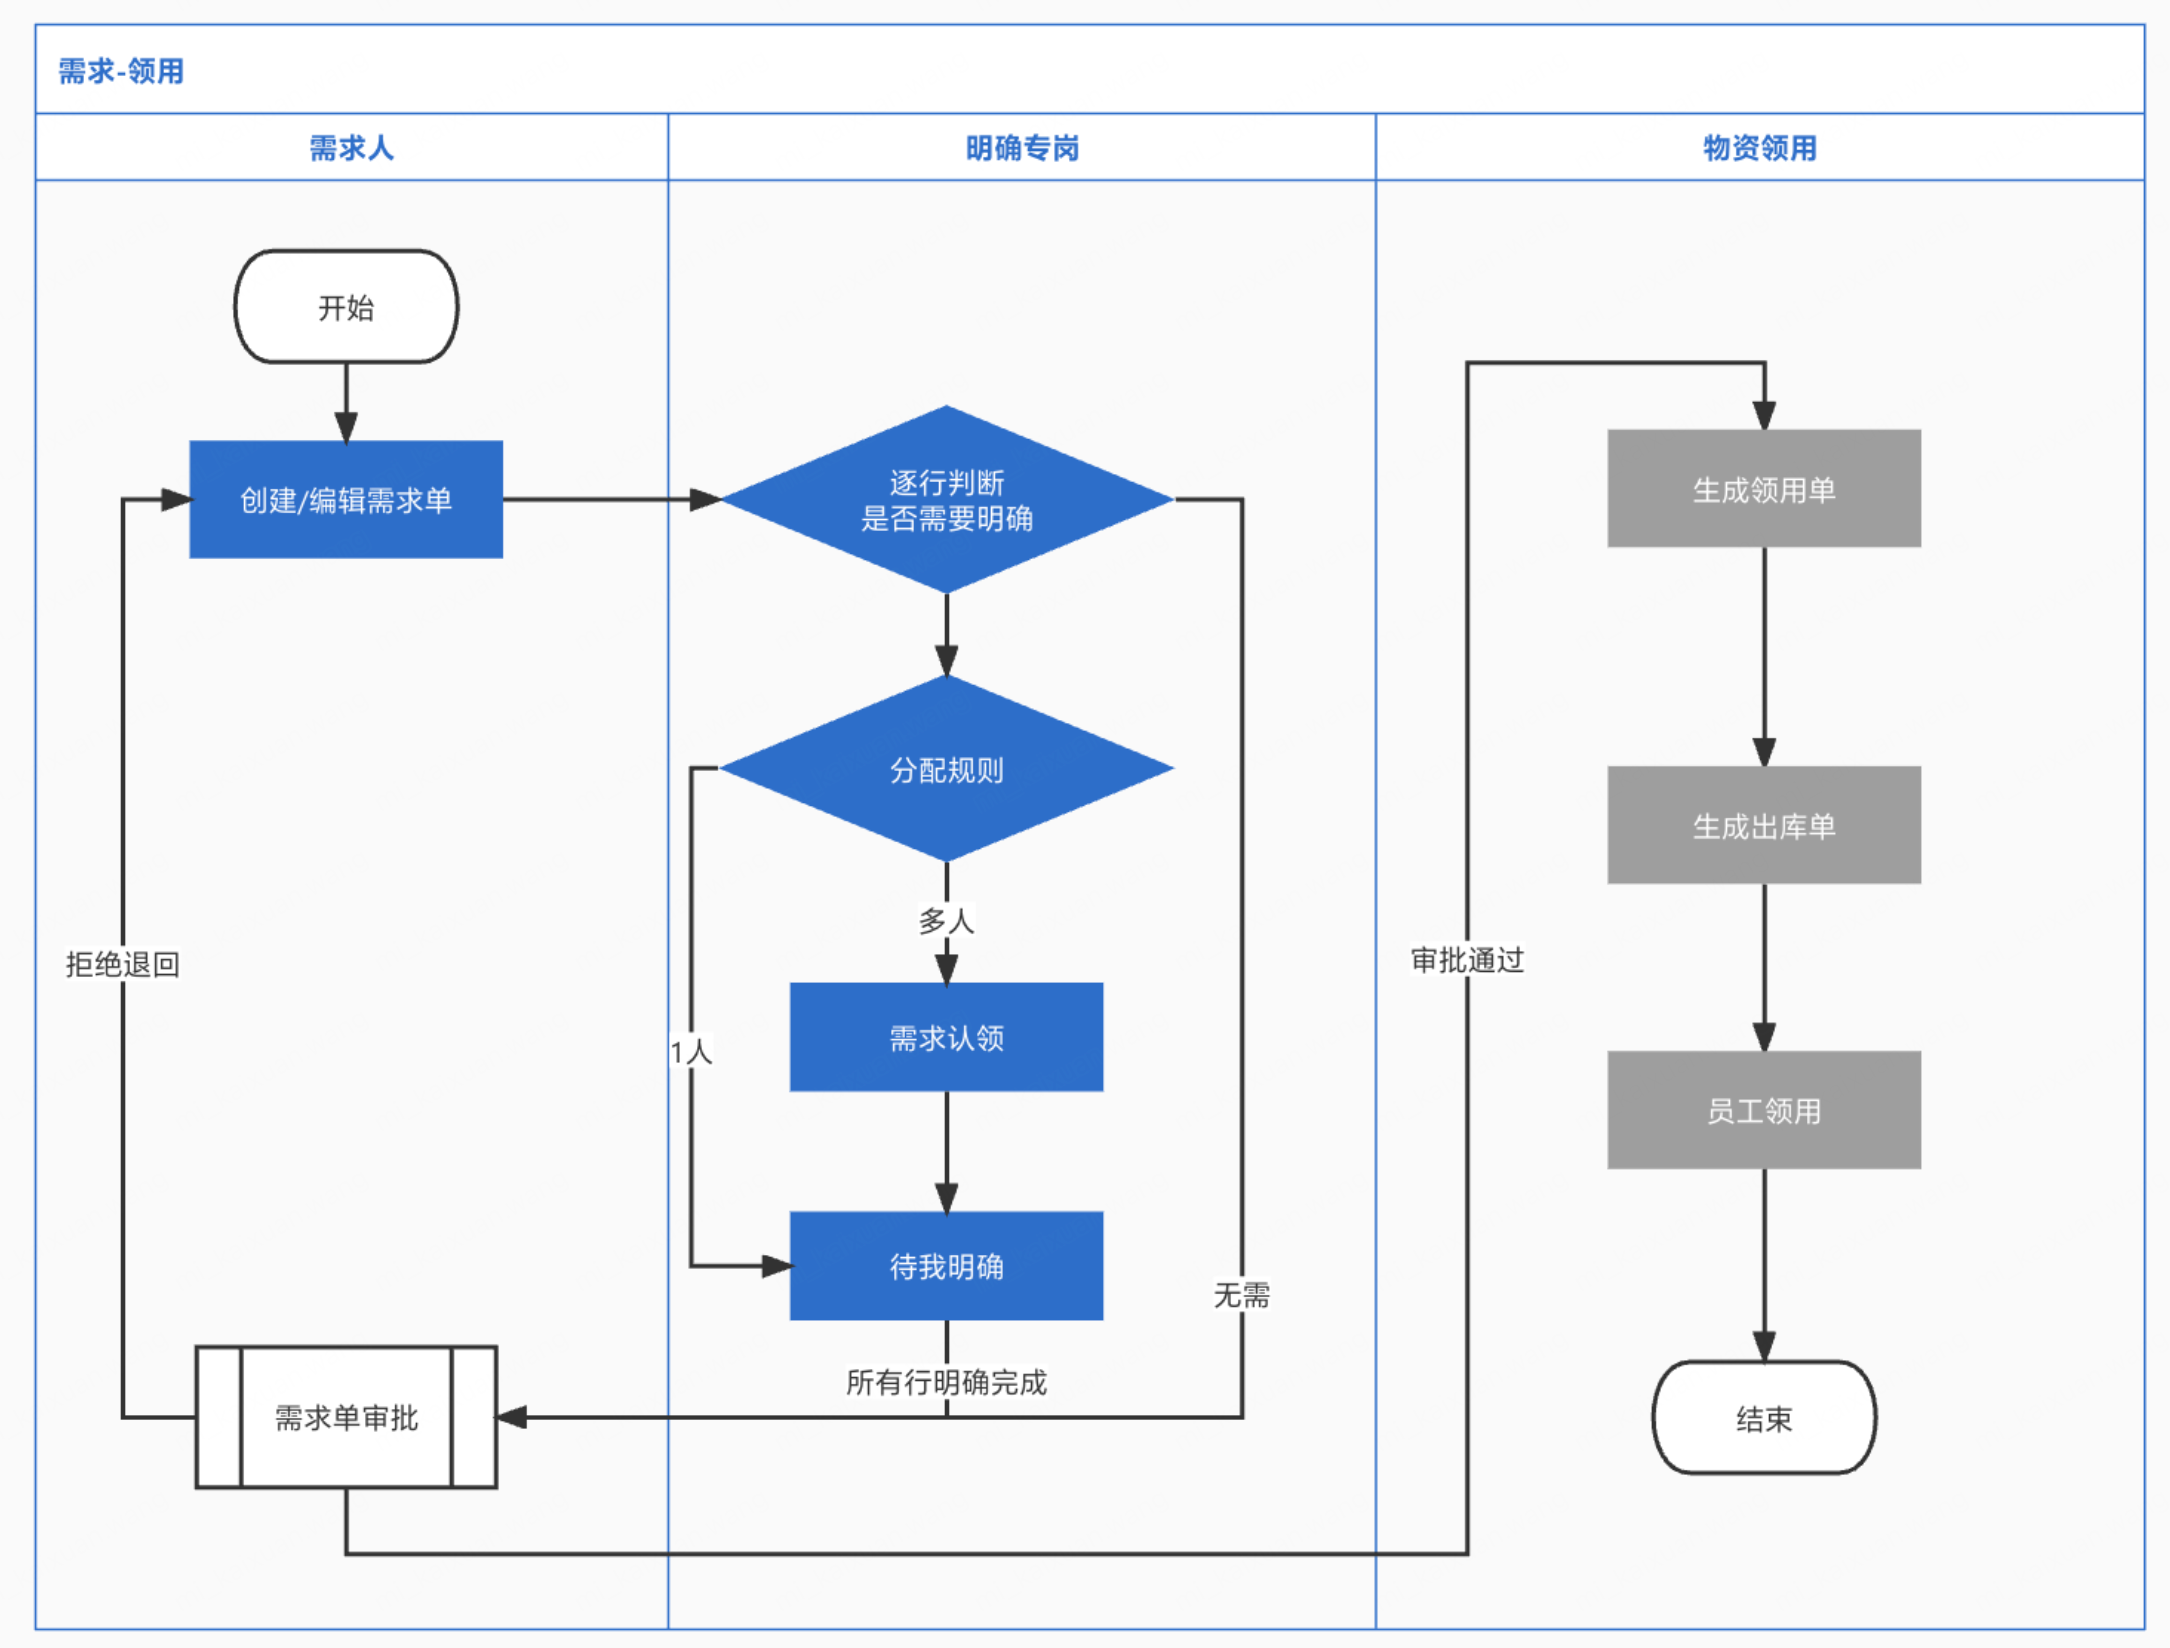 需求-领用
需求人
明确专岗
物资领用
开始
创建/编辑需求单
逐行判断
是否需要明确
分配规则
多人
1人
需求认领
待我明确
所有行明确完成
无需
拒绝退回
需求单审批
审批通过
生成领用单
生成出库单
员工领用
结束